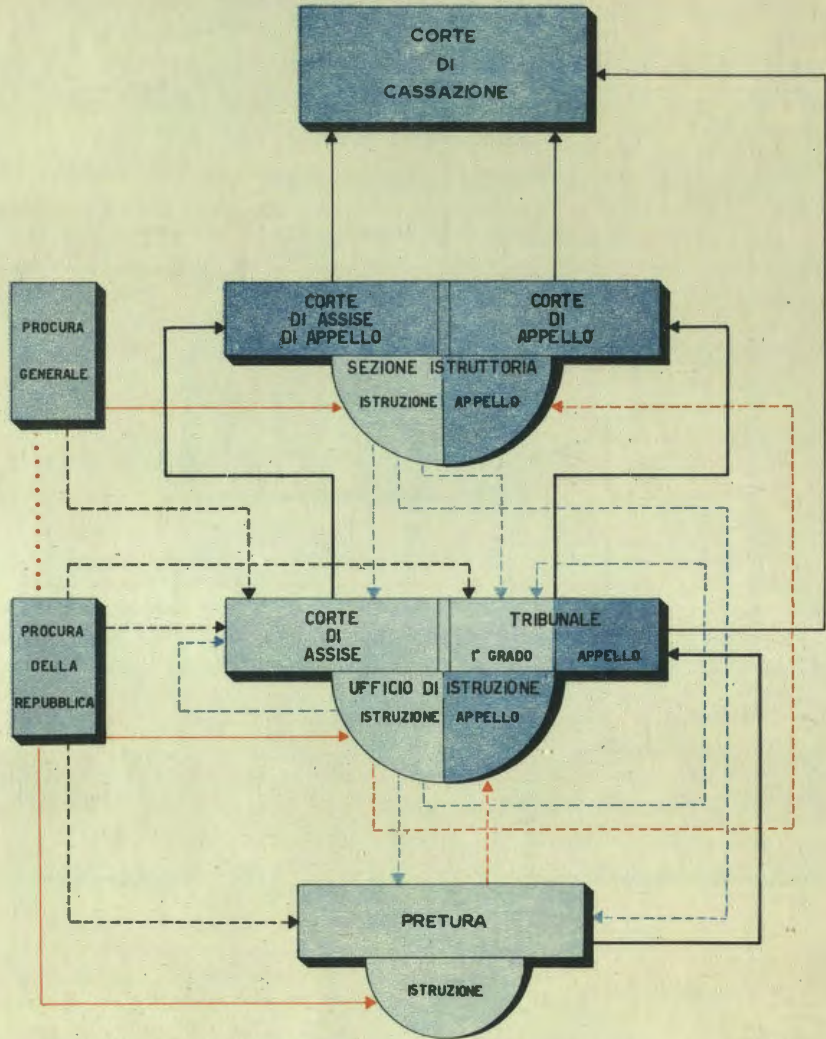 CORTE
DI
CASSAZIONE
PROCURA
GENERALE
CORTE
DI ASSISE
DI APPELLO
CORTE
DI
APPELLO
SEZIONE ISTRUTTORIA
ISTRUZIONE APPELLO
PROCURA
DELLA
REPUBBLICA
CORTE
DI
ASSISE
TRIBUNALE
1° GRADO APPELLO
UFFICIO DI ISTRUZIONE
ISTRUZIONE APPELLO
PRETURA
ISTRUZIONE